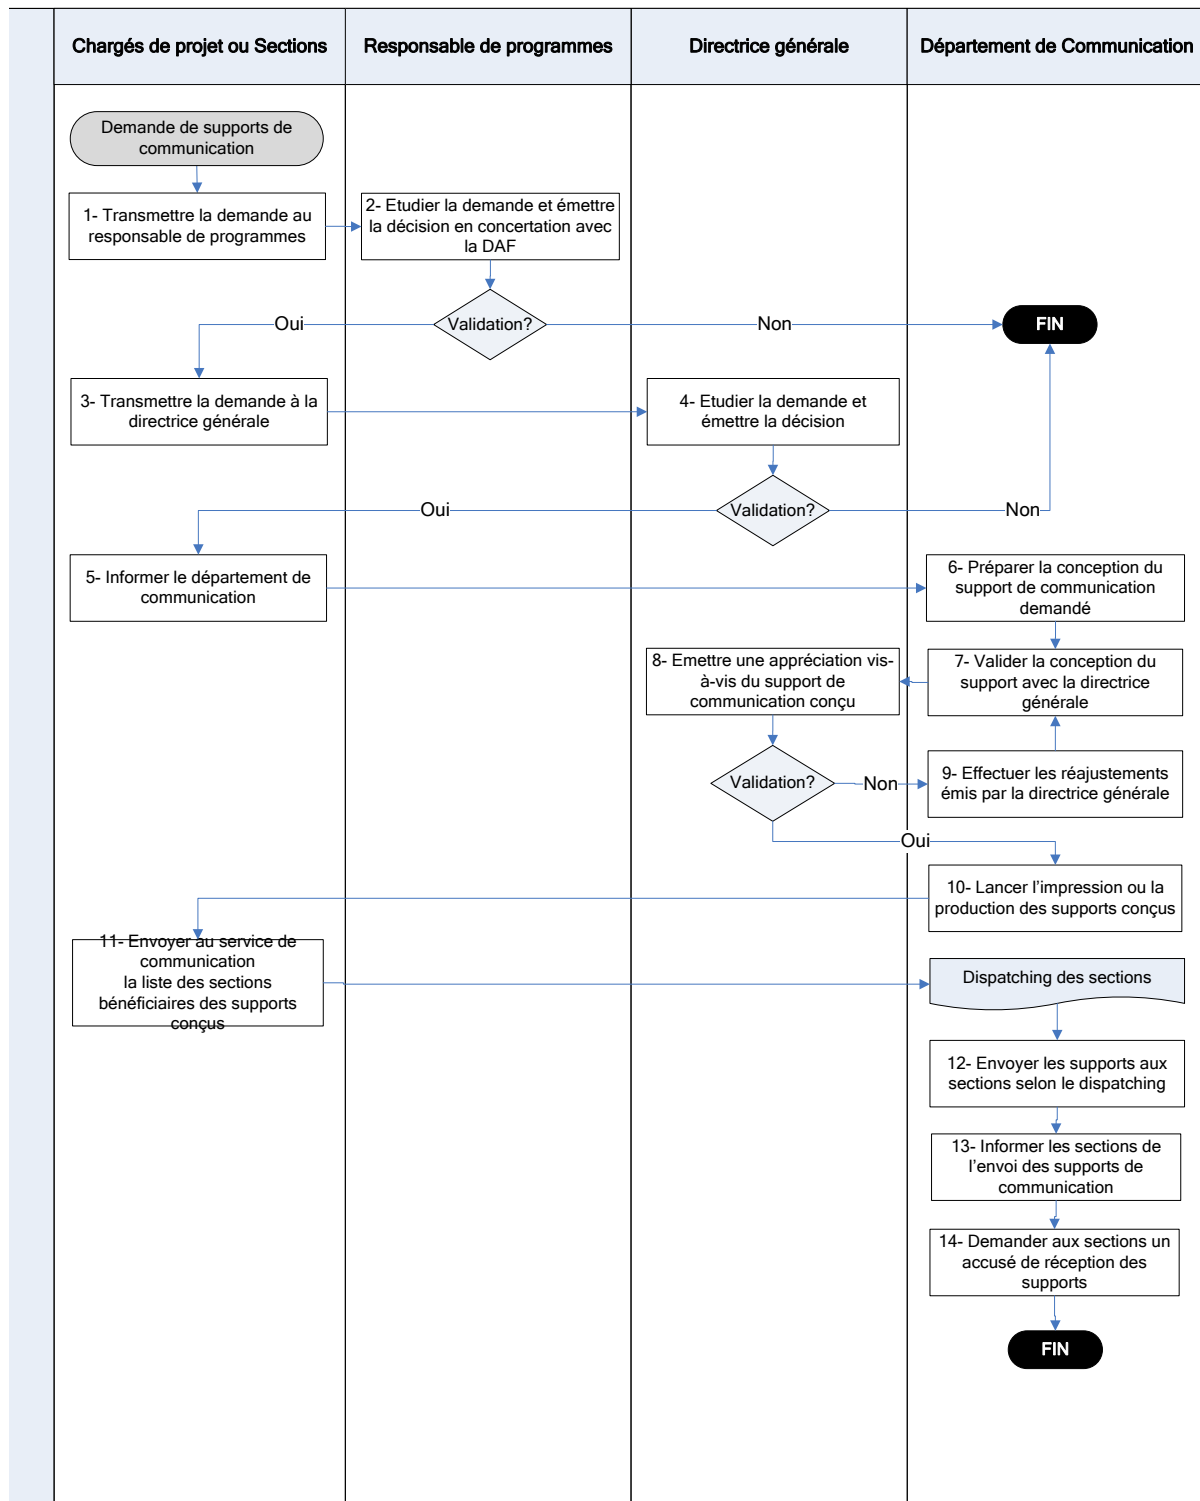 Chargés de projet ou Sections
Responsable de programmes
Directrice générale
Département de Communication
Demande de supports de
communication
1- Transmettre la demande au
responsable de programmes
2- Etudier la demande et émettre
la décision en concertation avec
la DAF
Oui
Validation?
Non
FIN
3- Transmettre la demande à la
directrice générale
4- Etudier la demande et
émettre la décision
Oui
Validation?
Non
5- Informer le département de
communication
6- Préparer la conception du
support de communication
demandé
8- Emettre une appréciation vis-
à-vis du support de
communication conçu
7- Valider la conception du
support avec la directrice
générale
Validation?
Non
9- Effectuer les réajustements
émis par la directrice générale
Oui
10- Lancer l'impression ou la
production des supports conçus
11- Envoyer au service de
communication
la liste des sections
bénéficiaires des supports
conçus
Dispatching des sections
12- Envoyer les supports aux
sections selon le dispatching
13- Informer les sections de
l'envoi des supports de
communication
14- Demander aux sections un
accusé de réception des
supports
FIN